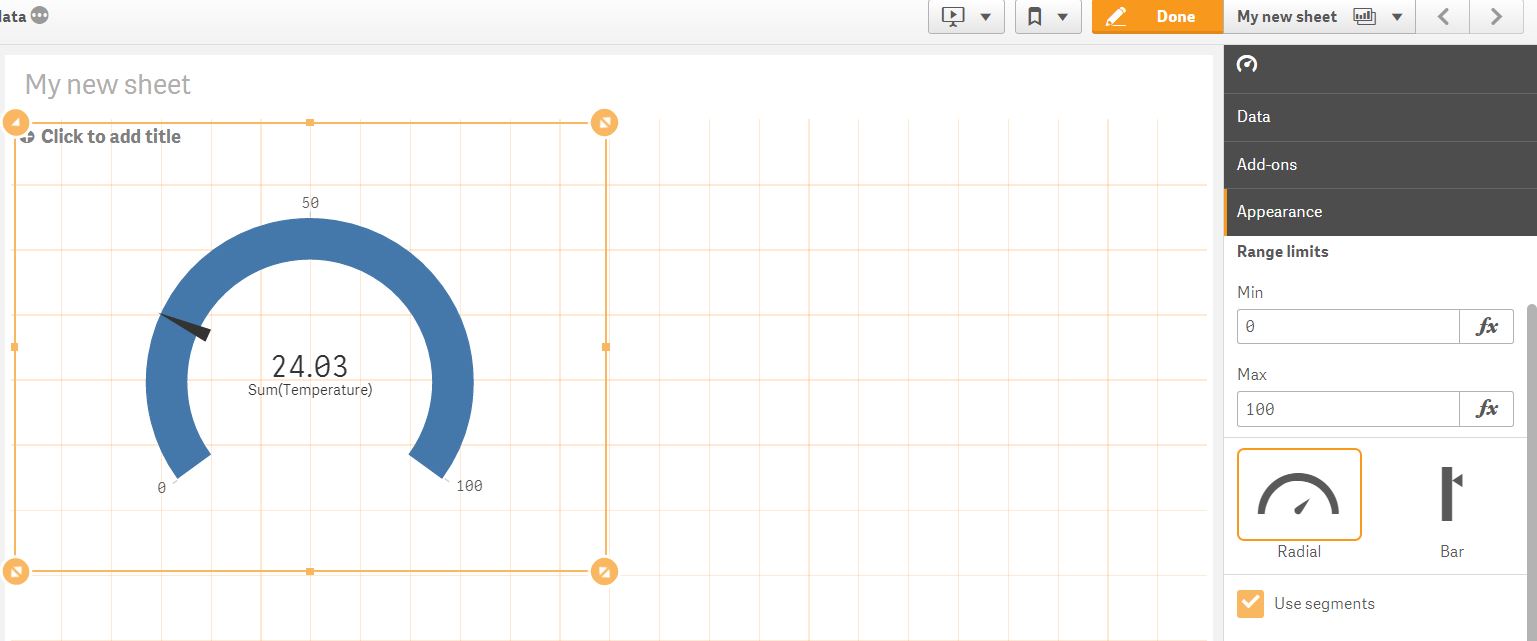 Done
My new sheet
My new sheet
Click to add title
50
24.03
Sum(Temperature)
0
100
Data
Add-ons
Appearance
Range limits
Min
0
fx
Max
100
fx
Radial
Bar
Use segments